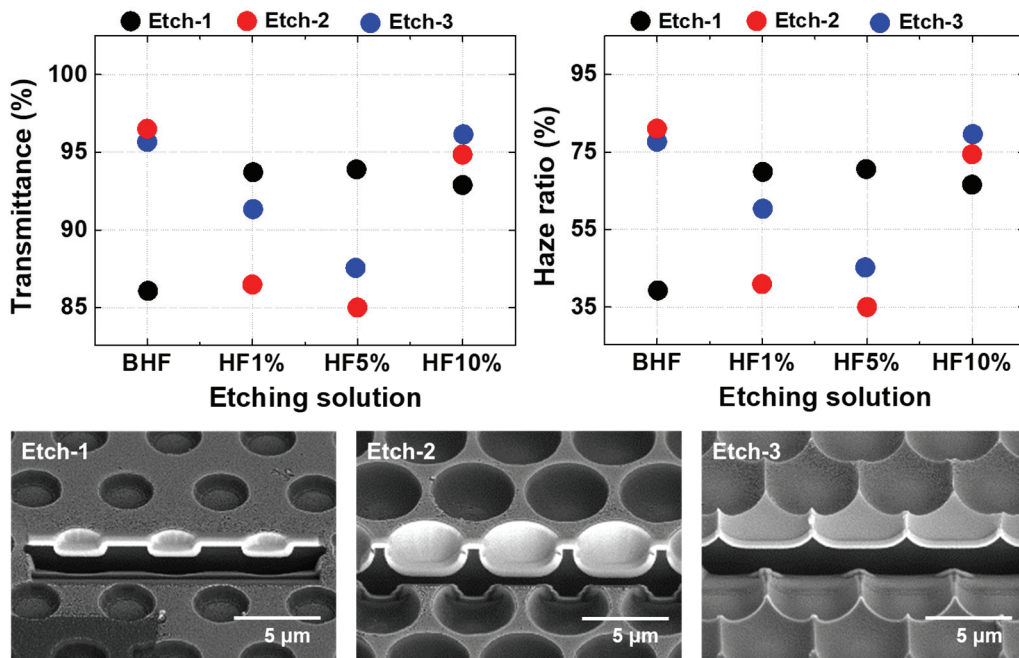 Etch-1 Etch-2 Etch-3
Transmittance (%)
100
95
90
85
BHF HF1% HF5% HF10%
Etching solution
Etch-1 Etch-2 Etch-3
Haze ratio (%)
95
75
55
35
BHF HF1% HF5% HF10%
Etching solution
Etch-1
5 μm
Etch-2
5 μm
Etch-3
5 μm